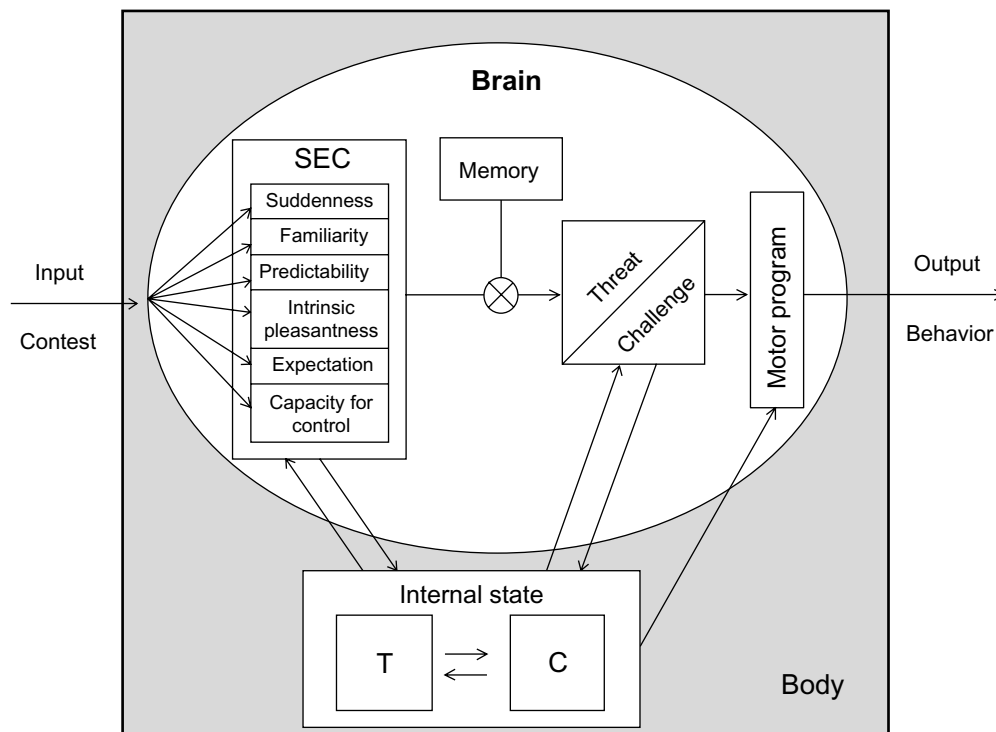 Brain
SEC
Suddenness
Familiarity
Predictability
Intrinsic
pleasantness
Expectation
Capacity for
control
Memory
Threat
Challenge
Motor program
Input
Contest
Output
Behavior
Internal state
T
C
Body